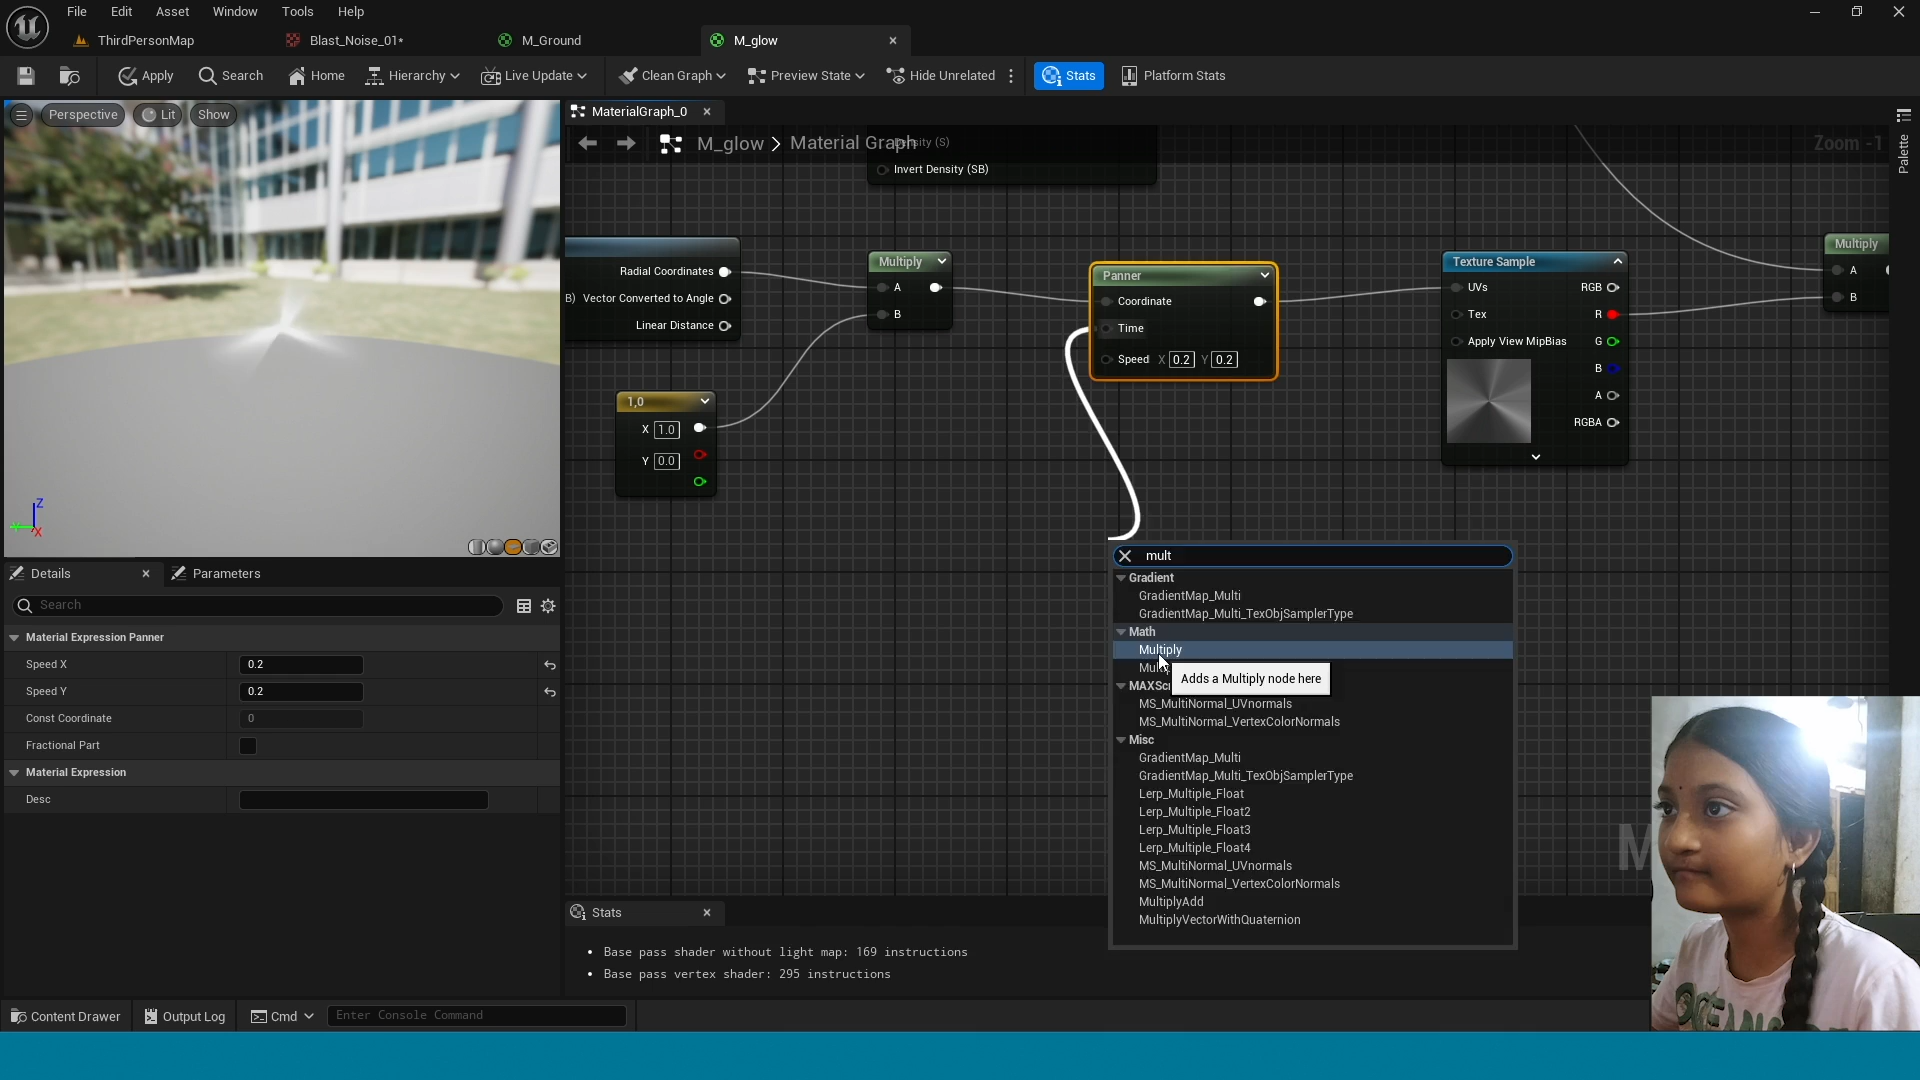 File Edit Asset Window Tools Help
ThirdPersonMap Blast_Noise_01* M_Ground M_glow
Apply Search Home Hierarchy Live Update Clean Graph Preview State Hide Unrelated Stats Platform Stats
Perspective Lit Show
MaterialGraph_0
M_glow > Material Graph
Zoom -1
Palette
Density (S)
Invert Density (SB)
Radial Coordinates
B) Vector Converted to Angle
Linear Distance
Multiply
A
B
1,0
X 1.0
Y 0.0
Panner
Coordinate
Time
Speed X 0.2 Y 0.2
Texture Sample
UVs RGB
Tex R
Apply View MipBias G
B
A
RGBA
Multiply
A
B
Z
X
mult
Gradient
GradientMap_Multi
GradientMap_Multi_TexObjSamplerType
Math
Multiply
Adds a Multiply node here
MS_MultiNormal_UVnormals
MS_MultiNormal_VertexColorNormals
Misc
GradientMap_Multi
GradientMap_Multi_TexObjSamplerType
Lerp_Multiple_Float
Lerp_Multiple_Float2
Lerp_Multiple_Float3
Lerp_Multiple_Float4
MS_MultiNormal_UVnormals
MS_MultiNormal_VertexColorNormals
MultiplyAdd
MultiplyVectorWithQuaternion
Details Parameters
Search
Material Expression Panner
Speed X 0.2
Speed Y 0.2
Const Coordinate 0
Fractional Part
Material Expression
Desc
Stats
Base pass shader without light map: 169 instructions
Base pass vertex shader: 295 instructions
Content Drawer Output Log Cmd Enter Console Command